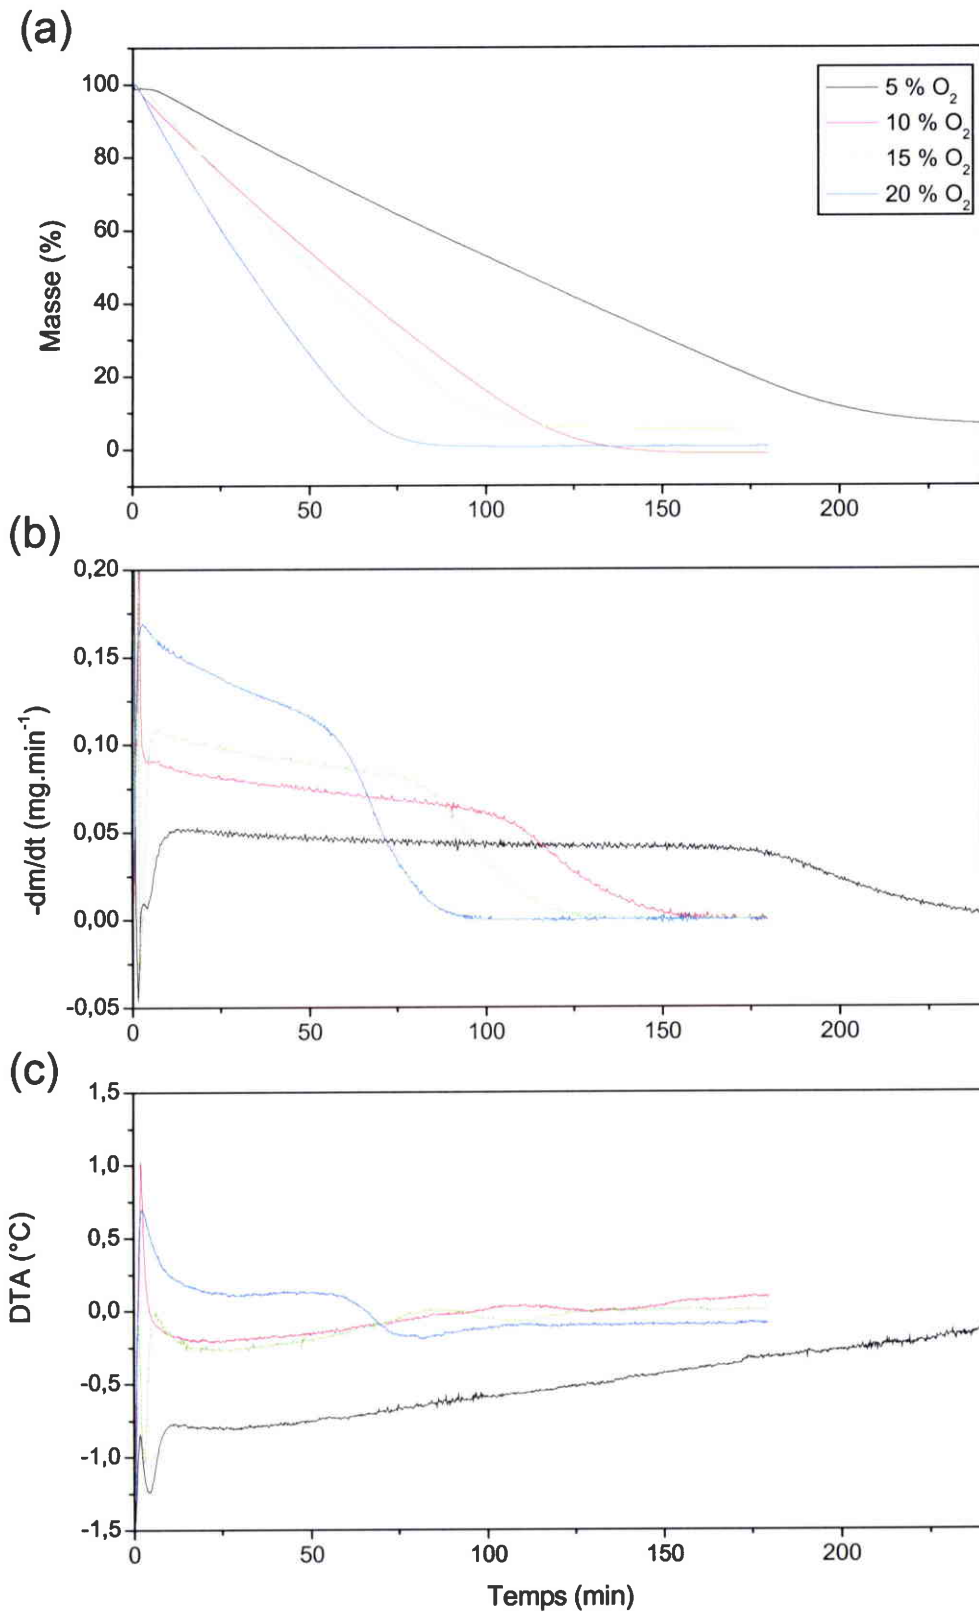 (a)
100
80
60
40
20
0
Masse (%)
5 % O₂
10 % O₂
15 % O₂
20 % O₂
0 50 100 150 200
(b)
0,20
0,15
0,10
0,05
0,00
-0,05
-dm/dt (mg.min⁻¹)
0 50 100 150 200
(c)
1,5
1,0
0,5
0,0
-0,5
-1,0
-1,5
DTA (°C)
0 50 100 150 200
Temps (min)